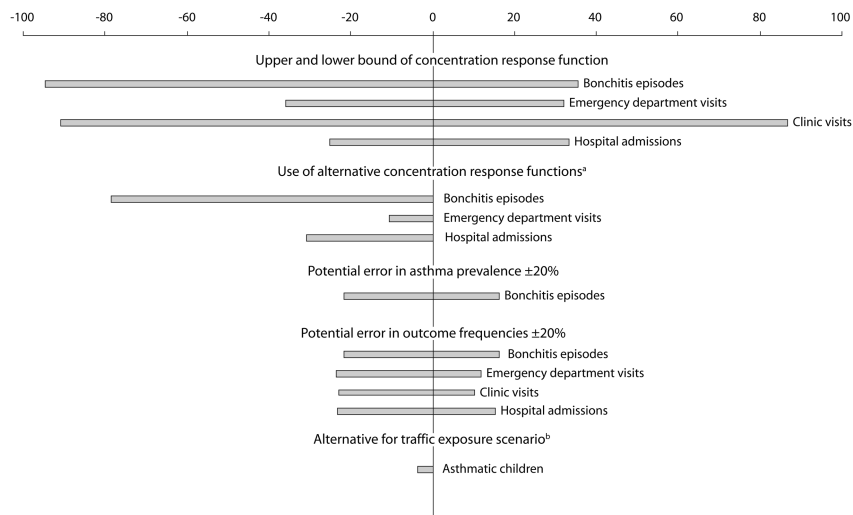 -100 -80 -60 -40 -20 0 20 40 60 80 100
Upper and lower bound of concentration response function
Bonchitis episodes
Emergency department visits
Clinic visits
Hospital admissions
Use of alternative concentration response functionsᵃ
Bonchitis episodes
Emergency department visits
Hospital admissions
Potential error in asthma prevalence ±20%
Bonchitis episodes
Potential error in outcome frequencies ±20%
Bonchitis episodes
Emergency department visits
Clinic visits
Hospital admissions
Alternative for traffic exposure scenarioᵇ
Asthmatic children